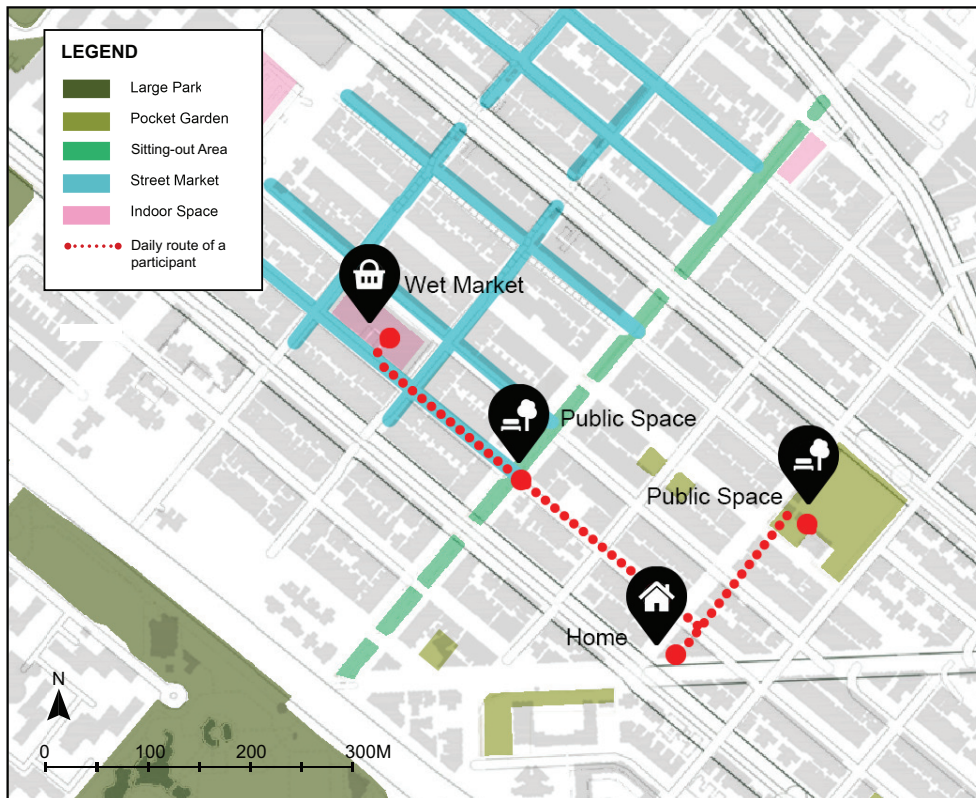 LEGEND
Large Park
Pocket Garden
Sitting-out Area
Street Market
Indoor Space
Daily route of a
participant
Wet Market
Public Space
Public Space
Home
N
0 100 200 300M